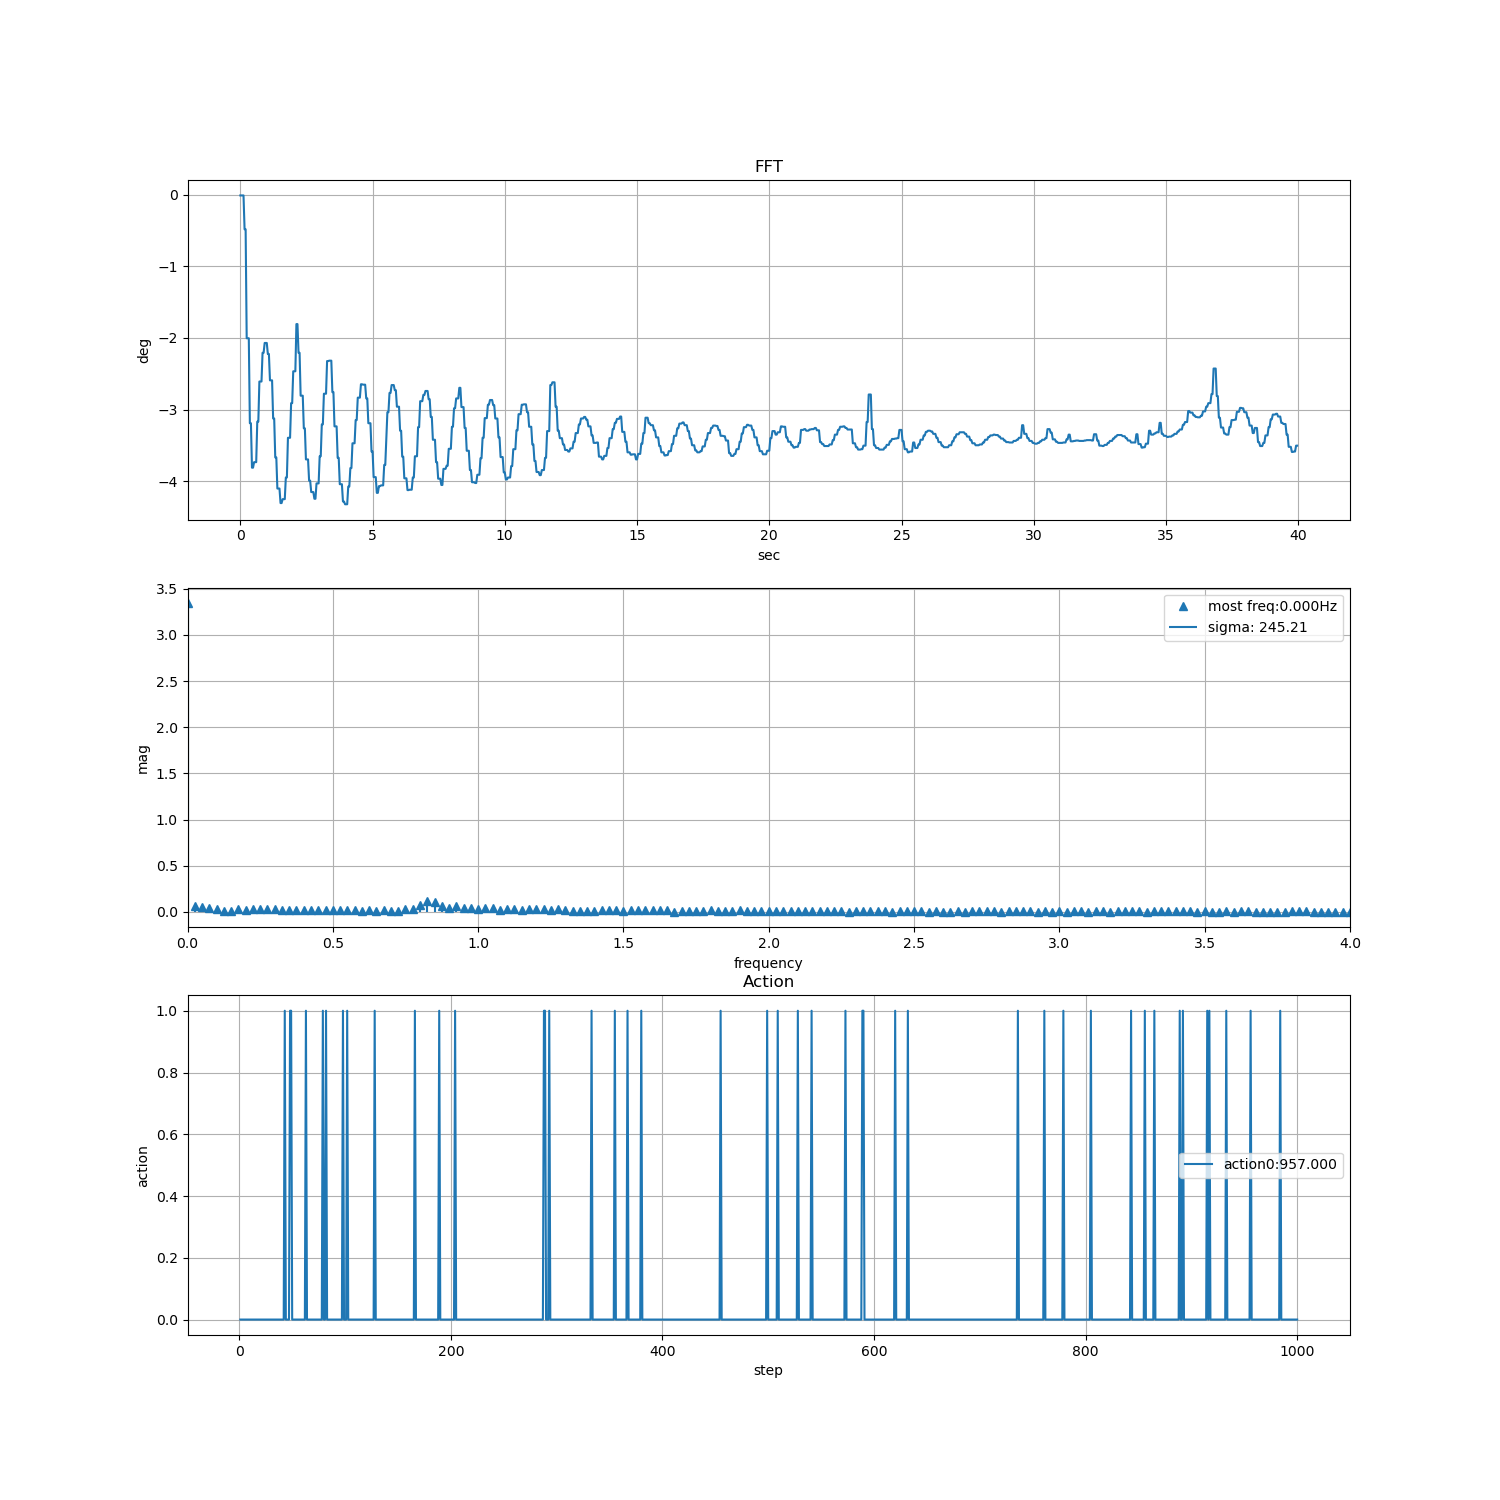 FFT
0
−1
−2
−3
−4
deg
0 5 10 15 20 25 30 35 40
sec
3.5
3.0
2.5
2.0
1.5
1.0
0.5
0.0
mag
most freq:0.000Hz
sigma: 245.21
0.0 0.5 1.0 1.5 2.0 2.5 3.0 3.5 4.0
frequency
Action
1.0
0.8
0.6
0.4
0.2
0.0
action
action0:957.000
0 200 400 600 800 1000
step